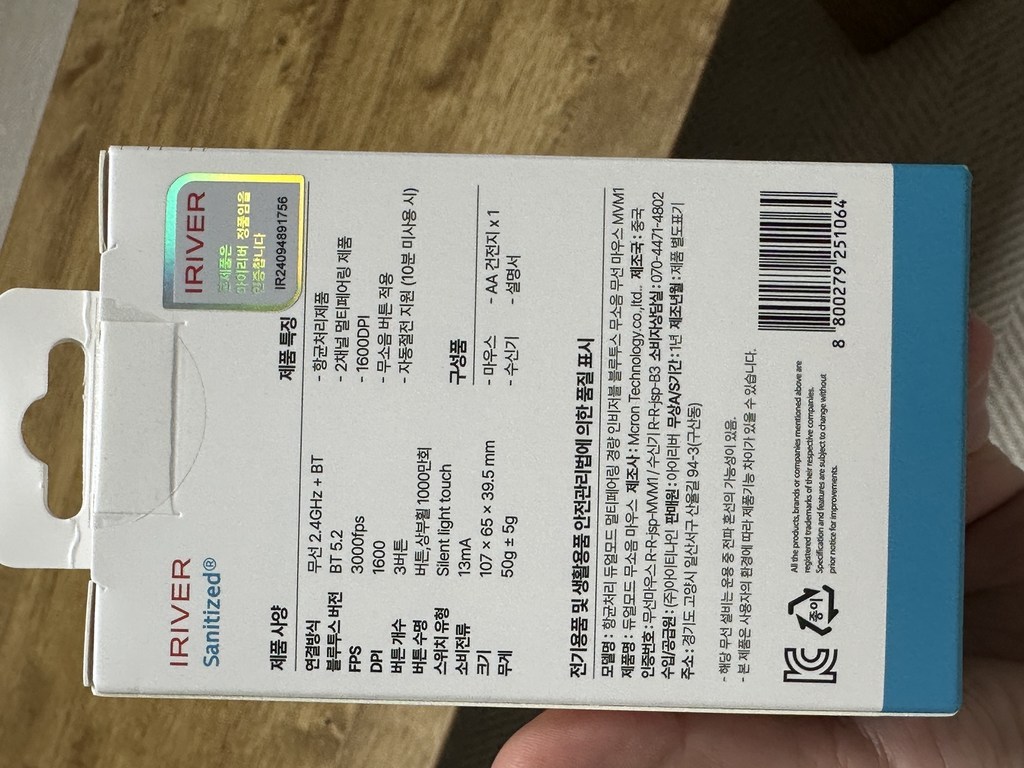 IRIVER
Sanitized®
IRIVER
본제품은
아이리버 정품임을
인증합니다
IR24094891756
제품 사양
연결방식 무선 2.4GHz + BT
블루투스 버전 BT 5.2
FPS 3000fps
DPI 1600
버튼 개수 3버튼
버튼 수명 버튼,상부휠 1000만회
스위치 유형 Silent light touch
소비전류 13mA
크기 107 × 65 × 39.5 mm
무게 50g ± 5g
제품 특징
- 항균처리제품
- 2채널 멀티페어링 제품
- 1600DPI
- 무소음 버튼 적용
- 자동절전 지원 (10분 미사용 시)
구성품
- 마우스 - AA 건전지 x 1
- 수신기 - 설명서
전기용품 및 생활용품 안전관리법에 의한 품질 표시
모델명 : 항균처리 듀얼모드 멀티페어링 경량 인비저블 블루투스 무소음 무선 마우스 MVM1
제품명 : 듀얼모드 무소음 마우스 제조사 : Mcron Technology.co.,ltd.. 제조국 : 중국
인증번호 : 무선마우스 R-R-jsp-MVM1 / 수신기 R-R-jsp-B3 소비자상담실 : 070-4471-4802
수입/공급원 : (주)아이티나인 판매원 : 아이리버 무상A/S기간 : 1년 제조년월 : 제품 별도표기
주소 : 경기도 고양시 일산서구 산율길 94-3(구산동)
- 해당 무선 설비는 운용 중 전파 혼선의 가능성이 있음.
- 본 제품은 사용자의 환경에 따라 제품기능 차이가 있을 수 있습니다.
종이
All the products, brands or companies mentioned above are
registered trademarks of their respective companies.
Specification and features are subject to change without
prior notice for improvements.
8 800279 251064